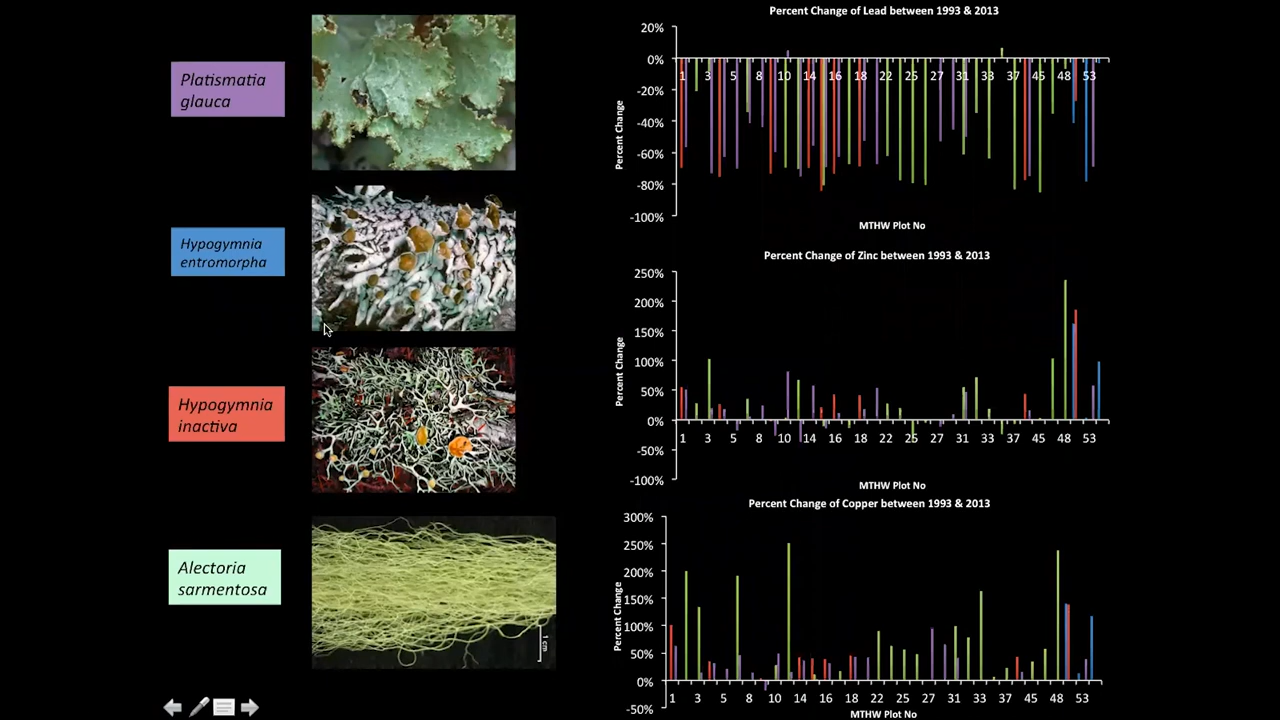 Platismatia
glauca
Hypogymnia
entromorpha
Hypogymnia
inactiva
Alectoria
sarmentosa
1 cm
Percent Change of Lead between 1993 & 2013
20%
0%
-20%
-40%
-60%
-80%
-100%
Percent Change
1 3 5 8 10 14 16 18 22 25 27 31 33 37 45 48 53
MTHW Plot No
Percent Change of Zinc between 1993 & 2013
250%
200%
150%
100%
50%
0%
-50%
-100%
Percent Change
1 3 5 8 10 14 16 18 22 25 27 31 33 37 45 48 53
MTHW Plot No
Percent Change of Copper between 1993 & 2013
300%
250%
200%
150%
100%
50%
0%
-50%
Percent Change
1 3 5 8 10 14 16 18 22 25 27 31 33 37 45 48 53
MTHW Plot No